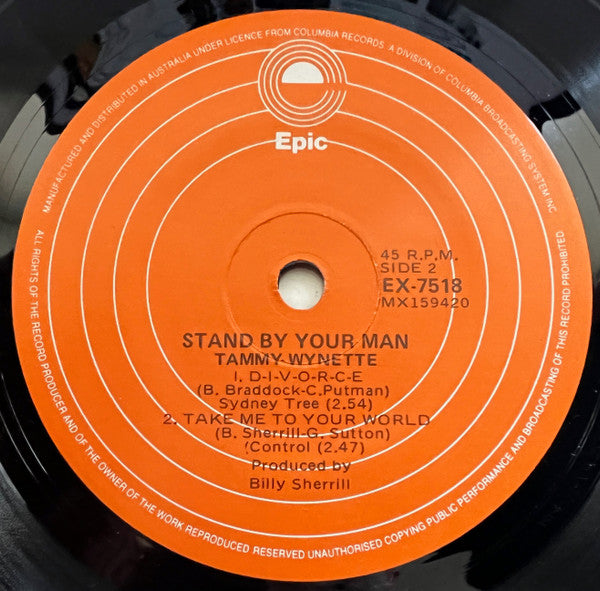 MANUFACTURED AND DISTRIBUTED IN AUSTRALIA UNDER LICENCE FROM COLUMBIA RECORDS. A DIVISION OF COLUMBIA BROADCASTING SYSTEM INC
Epic
45 R.P.M.
SIDE 2
EX-7518
MX159420
STAND BY YOUR MAN
TAMMY WYNETTE
1. D-I-V-O-R-C-E
(B. Braddock-C.Putman)
Sydney Tree (2.54)
2. TAKE ME TO YOUR WORLD
(B. Sherrill-G. Sutton)
(Control (2.47)
Produced by
Billy Sherrill
ALL RIGHTS OF THE RECORD PRODUCER AND OF THE OWNER OF THE WORK REPRODUCED RESERVED UNAUTHORISED COPYING PUBLIC PERFORMANCE AND BROADCASTING OF THIS RECORD PROHIBITED